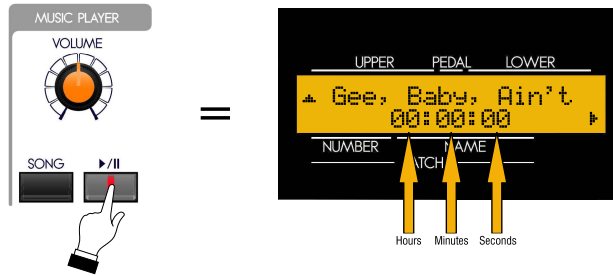 MUSIC PLAYER
VOLUME
SONG ▶/II
=
UPPER PEDAL LOWER
Gee, Baby, Ain't
00:00:00
NUMBER NAME
ATCH
Hours Minutes Seconds